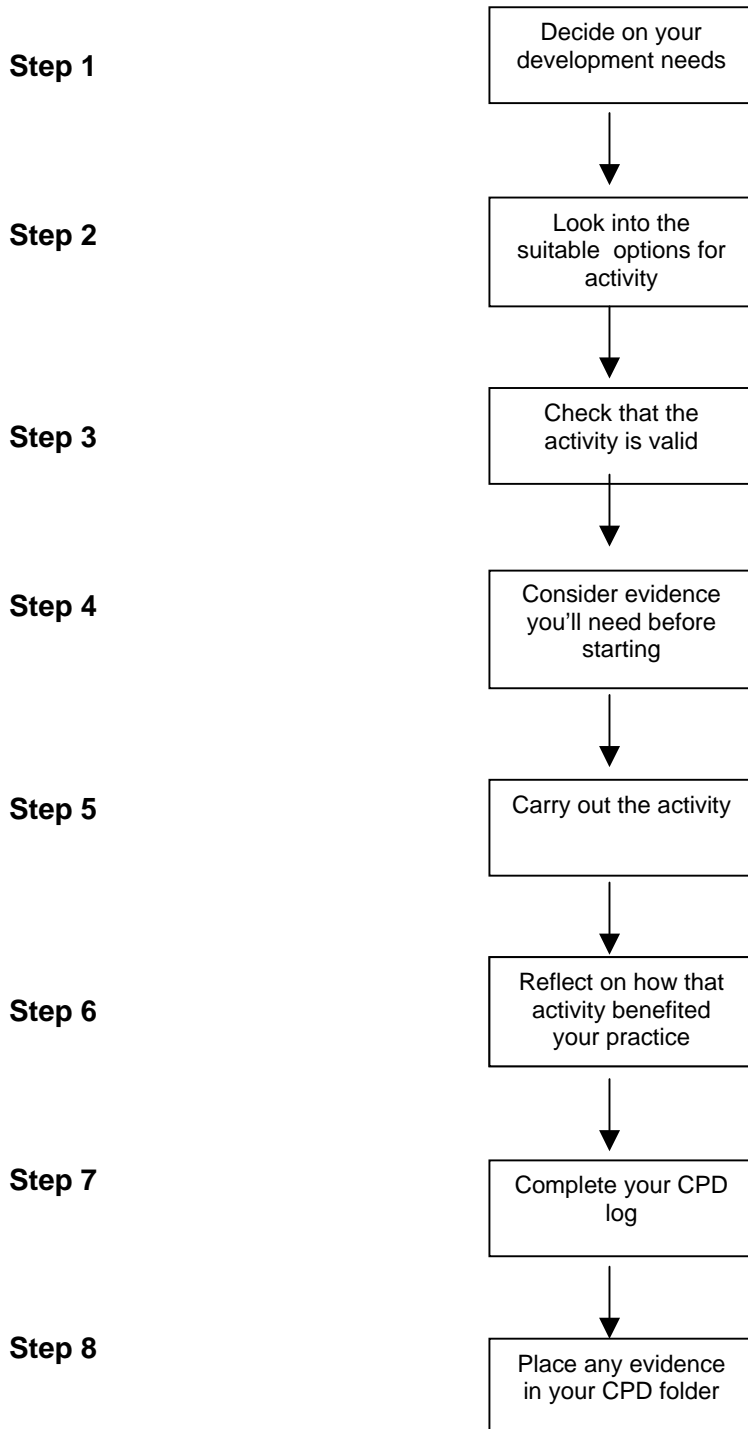 Step 1
Decide on your
development needs
Step 2
Look into the
suitable options for
activity
Step 3
Check that the
activity is valid
Step 4
Consider evidence
you'll need before
starting
Step 5
Carry out the activity
Step 6
Reflect on how that
activity benefited
your practice
Step 7
Complete your CPD
log
Step 8
Place any evidence
in your CPD folder